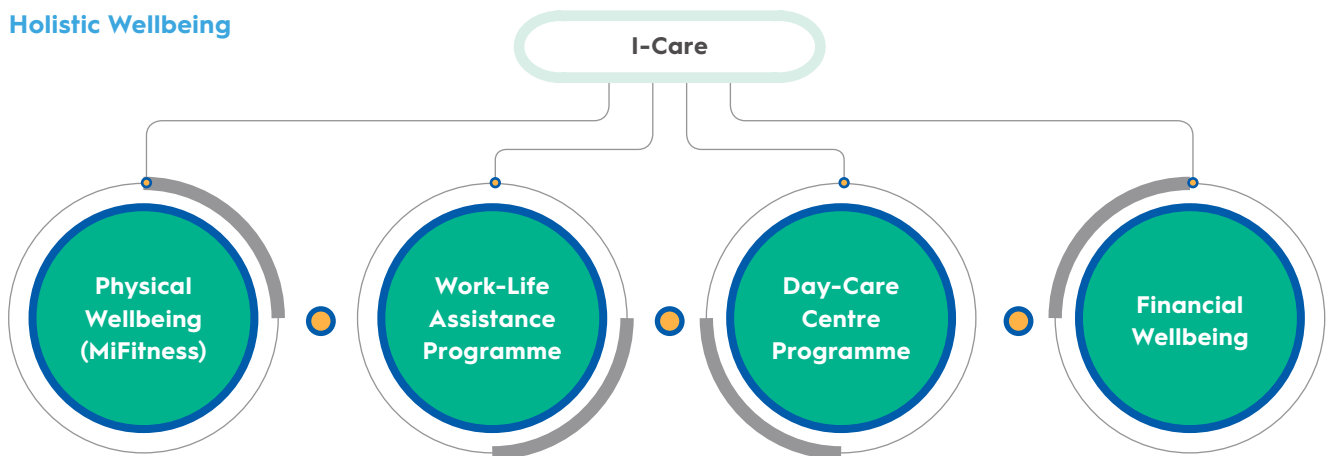 Holistic Wellbeing
I-Care
Physical
Wellbeing
(MiFitness)
Work-Life
Assistance
Programme
Day-Care
Centre
Programme
Financial
Wellbeing